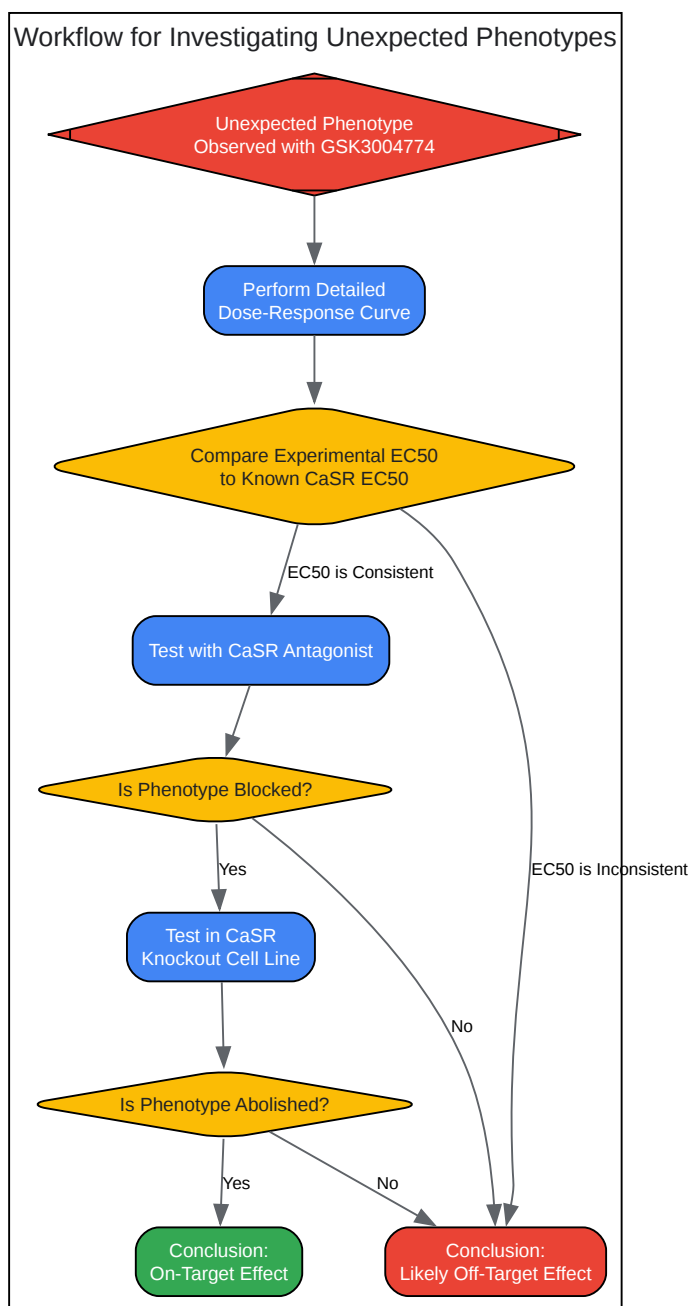 Workflow for Investigating Unexpected Phenotypes
Unexpected Phenotype
Observed with GSK3004774
Perform Detailed
Dose-Response Curve
Compare Experimental EC50
to Known CaSR EC50
EC50 is Consistent
Test with CaSR Antagonist
Is Phenotype Blocked?
EC50 is Inconsistent
Yes
Test in CaSR
Knockout Cell Line
No
Is Phenotype Abolished?
Yes
No
Conclusion:
On-Target Effect
Conclusion:
Likely Off-Target Effect